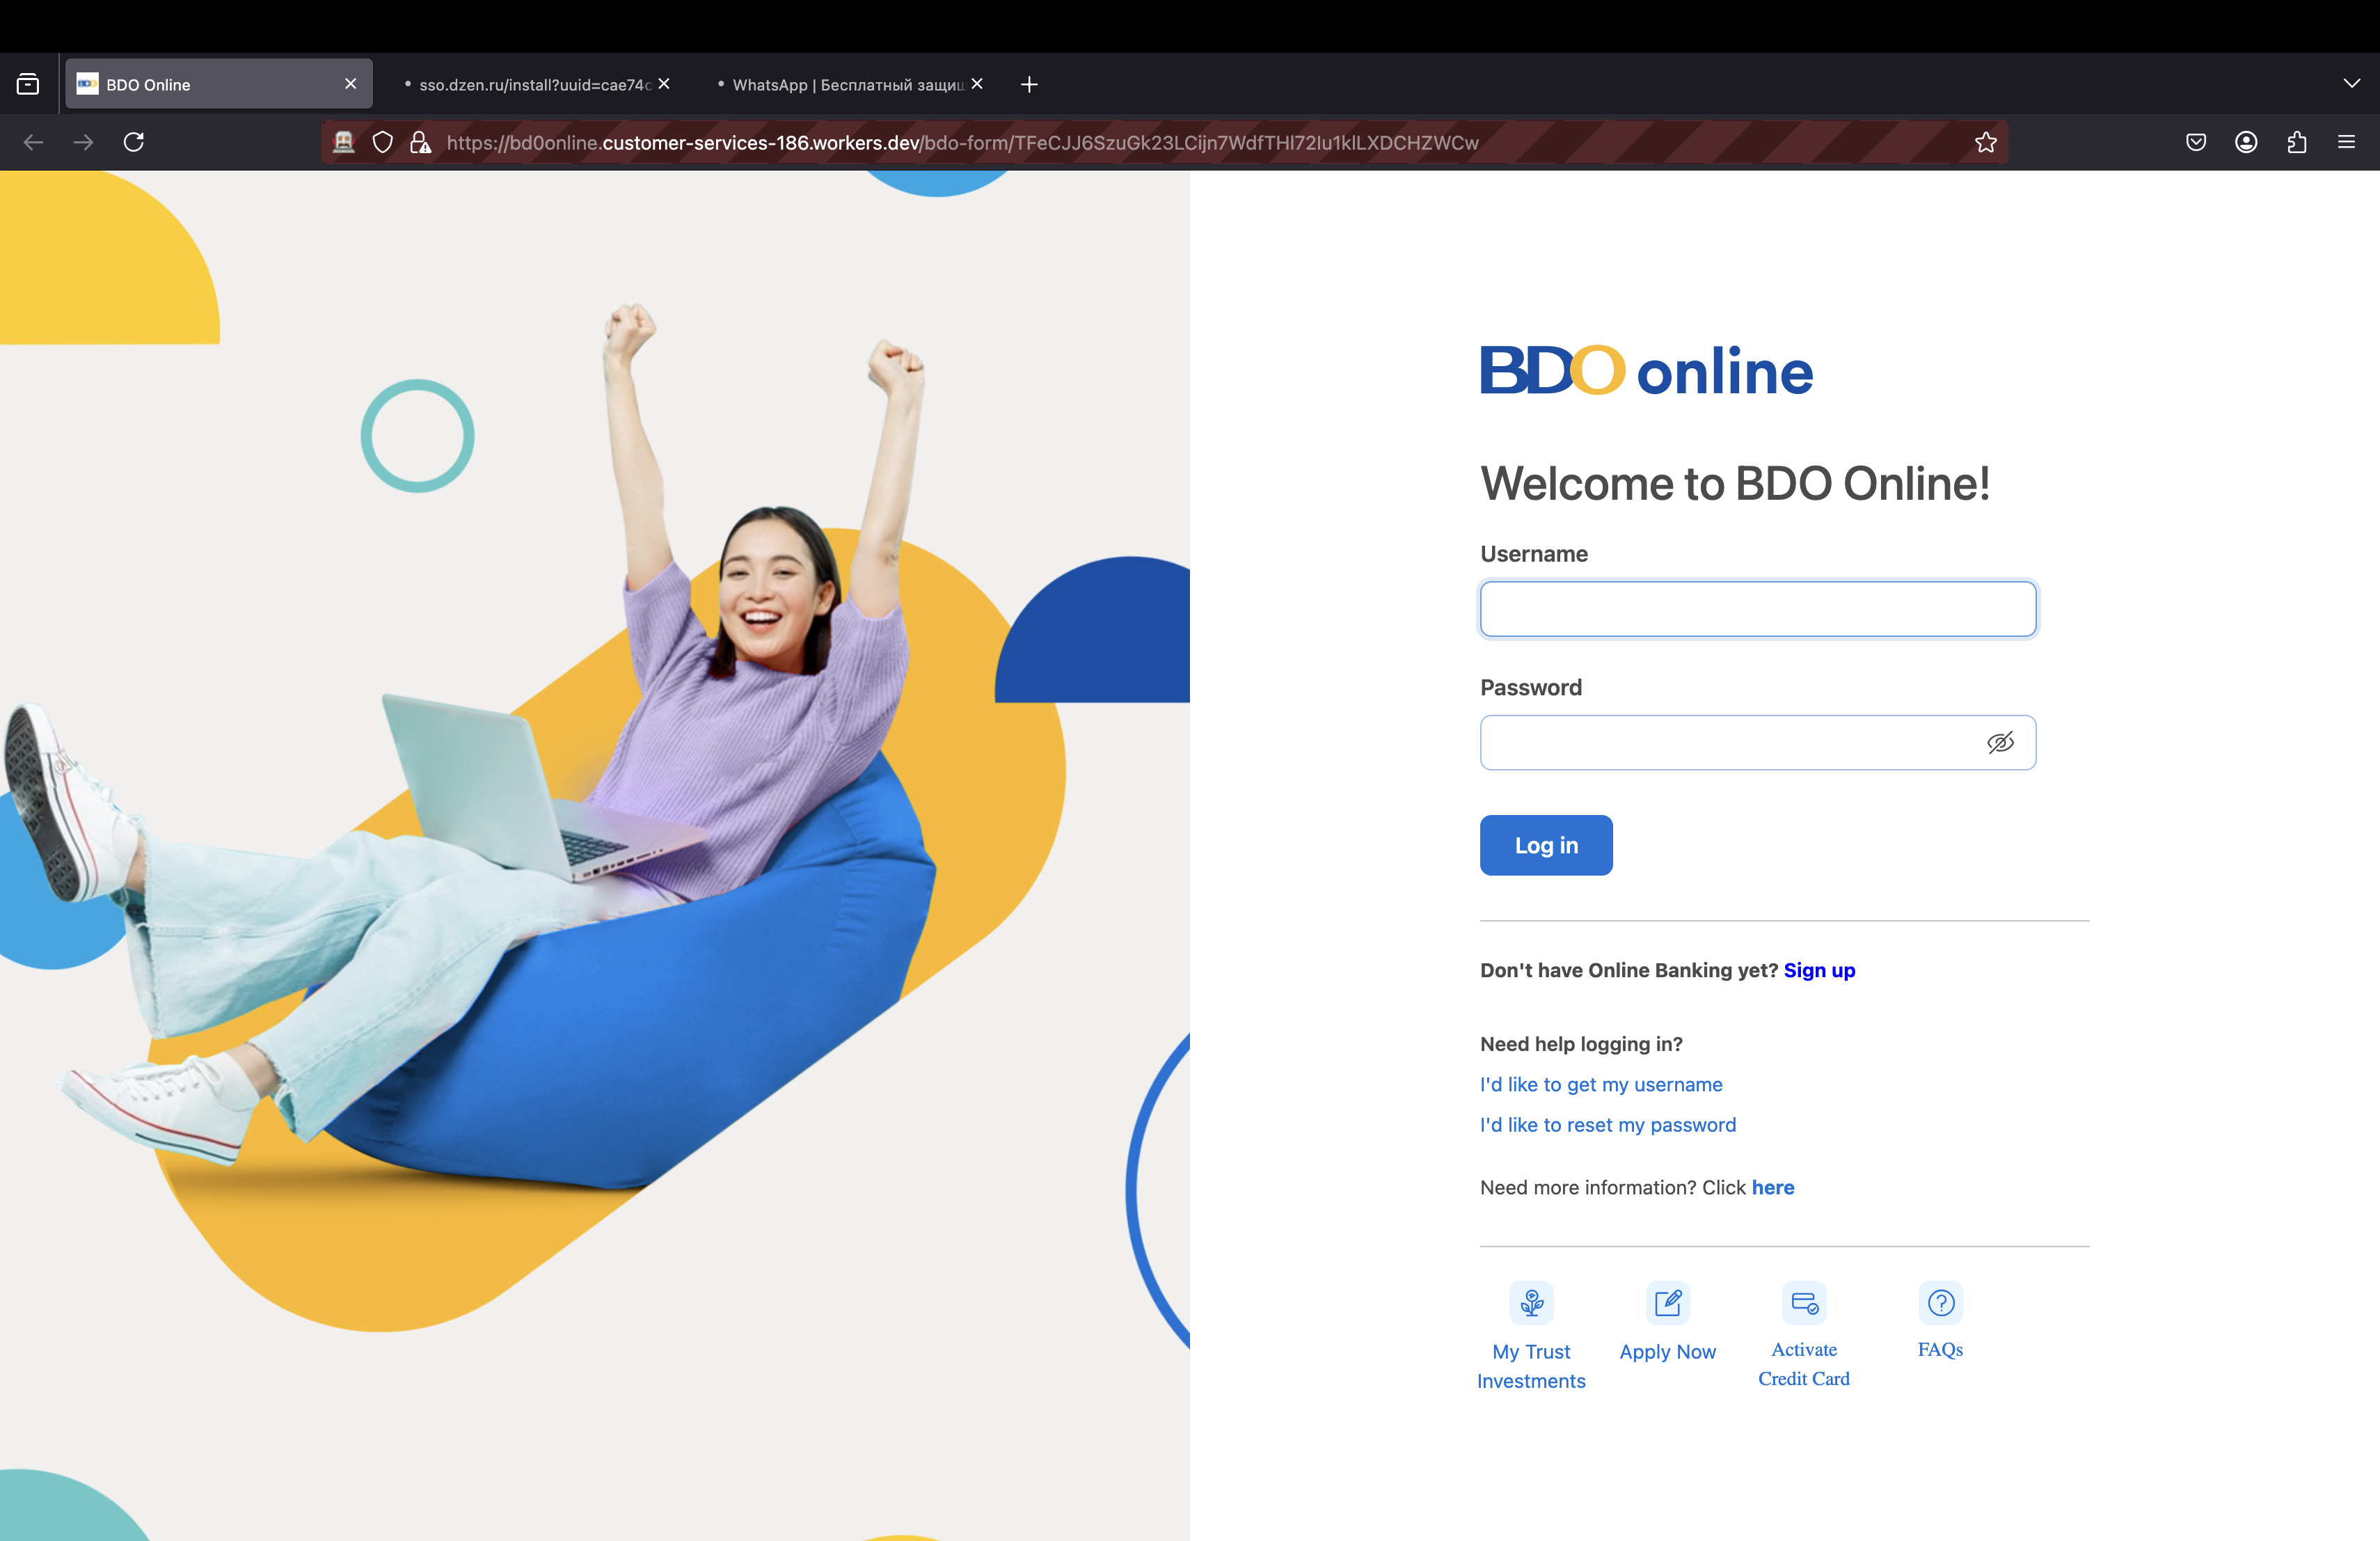 BDO Online
sso.dzen.ru/install?uuid=cae74c
WhatsApp | Бесплатный защищ
https://bd0online.customer-services-186.workers.dev/bdo-form/TFeCJJ6SzuGk23LCijn7WdfTHl72Iu1klLXDCHZWCw
BDO online
Welcome to BDO Online!
Username
Password
Log in
Don't have Online Banking yet? Sign up
Need help logging in?
I'd like to get my username
I'd like to reset my password
Need more information? Click here
My Trust
Investments
Apply Now
Activate
Credit Card
FAQs